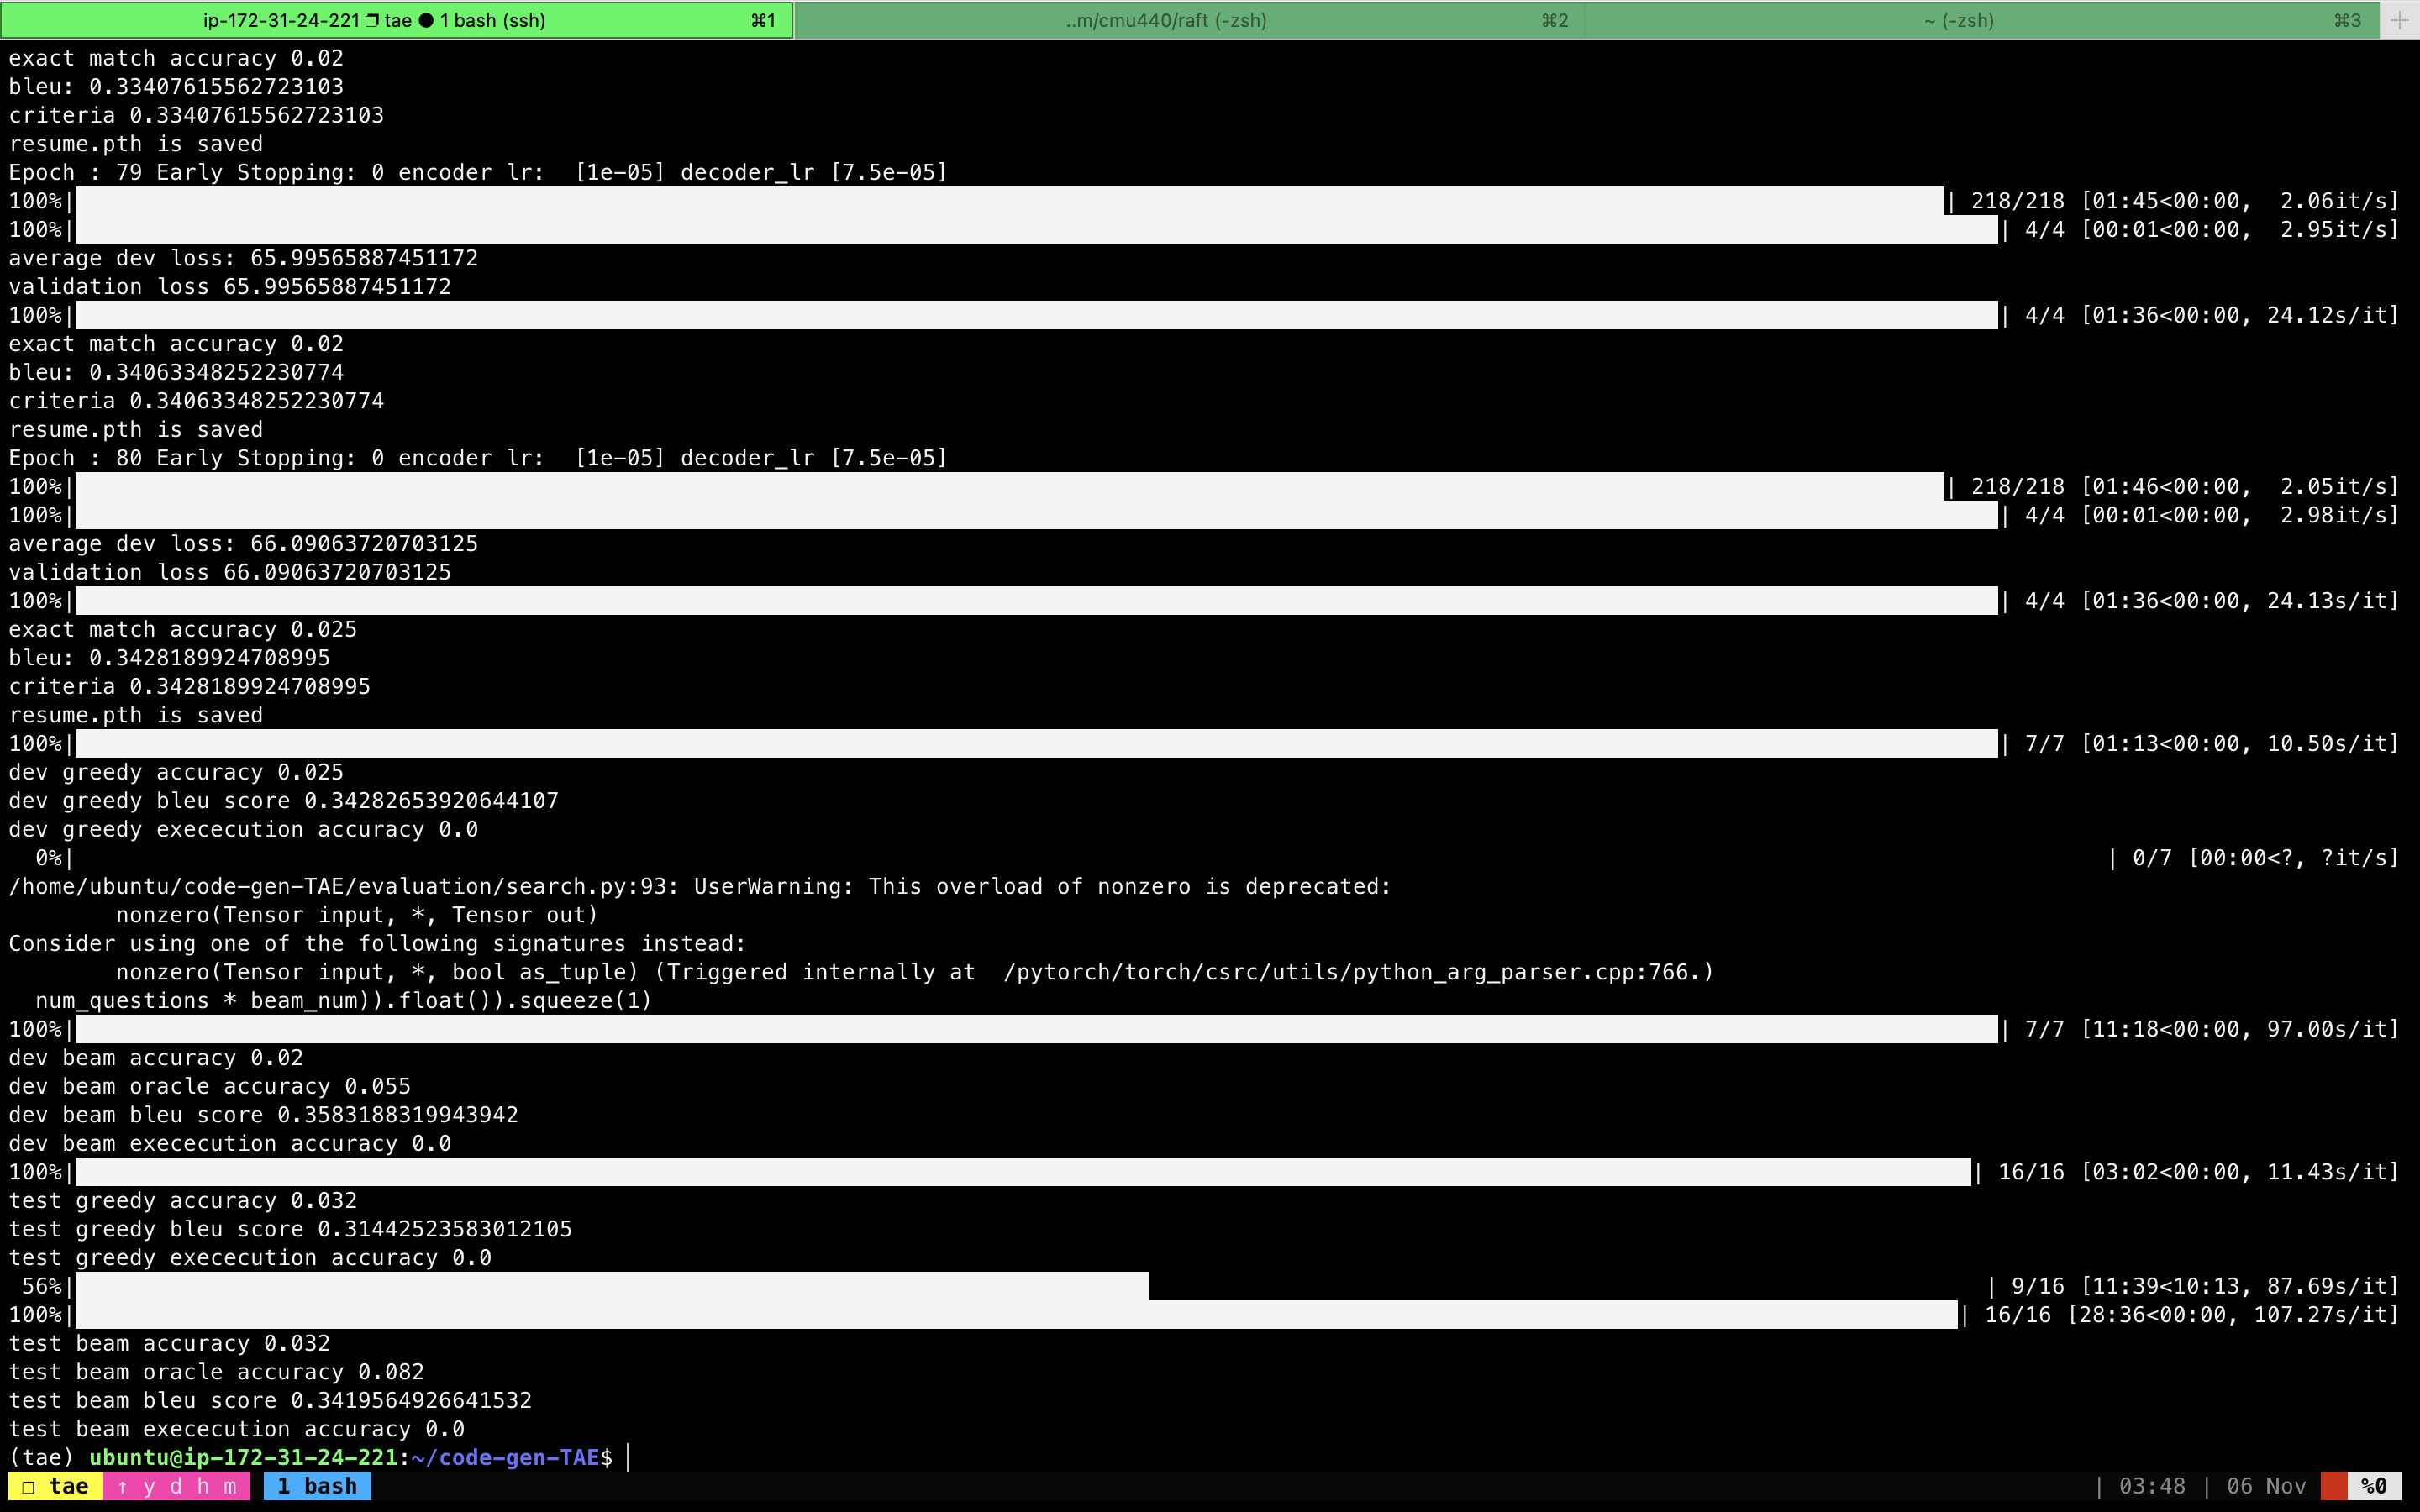 ip-172-31-24-221 ❐ tae ● 1 bash (ssh) ⌘1 ..m/cmu440/raft (-zsh) ⌘2 ~ (-zsh) ⌘3 +
exact match accuracy 0.02
bleu: 0.33407615562723103
criteria 0.33407615562723103
resume.pth is saved
Epoch : 79 Early Stopping: 0 encoder lr:  [1e-05] decoder_lr [7.5e-05]
100%| | 218/218 [01:45<00:00,  2.06it/s]
100%| | 4/4 [00:01<00:00,  2.95it/s]
average dev loss: 65.99565887451172
validation loss 65.99565887451172
100%| | 4/4 [01:36<00:00, 24.12s/it]
exact match accuracy 0.02
bleu: 0.34063348252230774
criteria 0.34063348252230774
resume.pth is saved
Epoch : 80 Early Stopping: 0 encoder lr:  [1e-05] decoder_lr [7.5e-05]
100%| | 218/218 [01:46<00:00,  2.05it/s]
100%| | 4/4 [00:01<00:00,  2.98it/s]
average dev loss: 66.09063720703125
validation loss 66.09063720703125
100%| | 4/4 [01:36<00:00, 24.13s/it]
exact match accuracy 0.025
bleu: 0.3428189924708995
criteria 0.3428189924708995
resume.pth is saved
100%| | 7/7 [01:13<00:00, 10.50s/it]
dev greedy accuracy 0.025
dev greedy bleu score 0.34282653920644107
dev greedy exececution accuracy 0.0
  0%| | 0/7 [00:00<?, ?it/s]
/home/ubuntu/code-gen-TAE/evaluation/search.py:93: UserWarning: This overload of nonzero is deprecated:
        nonzero(Tensor input, *, Tensor out)
Consider using one of the following signatures instead:
        nonzero(Tensor input, *, bool as_tuple) (Triggered internally at  /pytorch/torch/csrc/utils/python_arg_parser.cpp:766.)
  num_questions * beam_num)).float()).squeeze(1)
100%| | 7/7 [11:18<00:00, 97.00s/it]
dev beam accuracy 0.02
dev beam oracle accuracy 0.055
dev beam bleu score 0.3583188319943942
dev beam exececution accuracy 0.0
100%| | 16/16 [03:02<00:00, 11.43s/it]
test greedy accuracy 0.032
test greedy bleu score 0.31442523583012105
test greedy exececution accuracy 0.0
 56%| | 9/16 [11:39<10:13, 87.69s/it]
100%| | 16/16 [28:36<00:00, 107.27s/it]
test beam accuracy 0.032
test beam oracle accuracy 0.082
test beam bleu score 0.3419564926641532
test beam exececution accuracy 0.0
(tae) ubuntu@ip-172-31-24-221:~/code-gen-TAE$
❐ tae ↑ y d h m 1 bash | 03:48 | 06 Nov %0